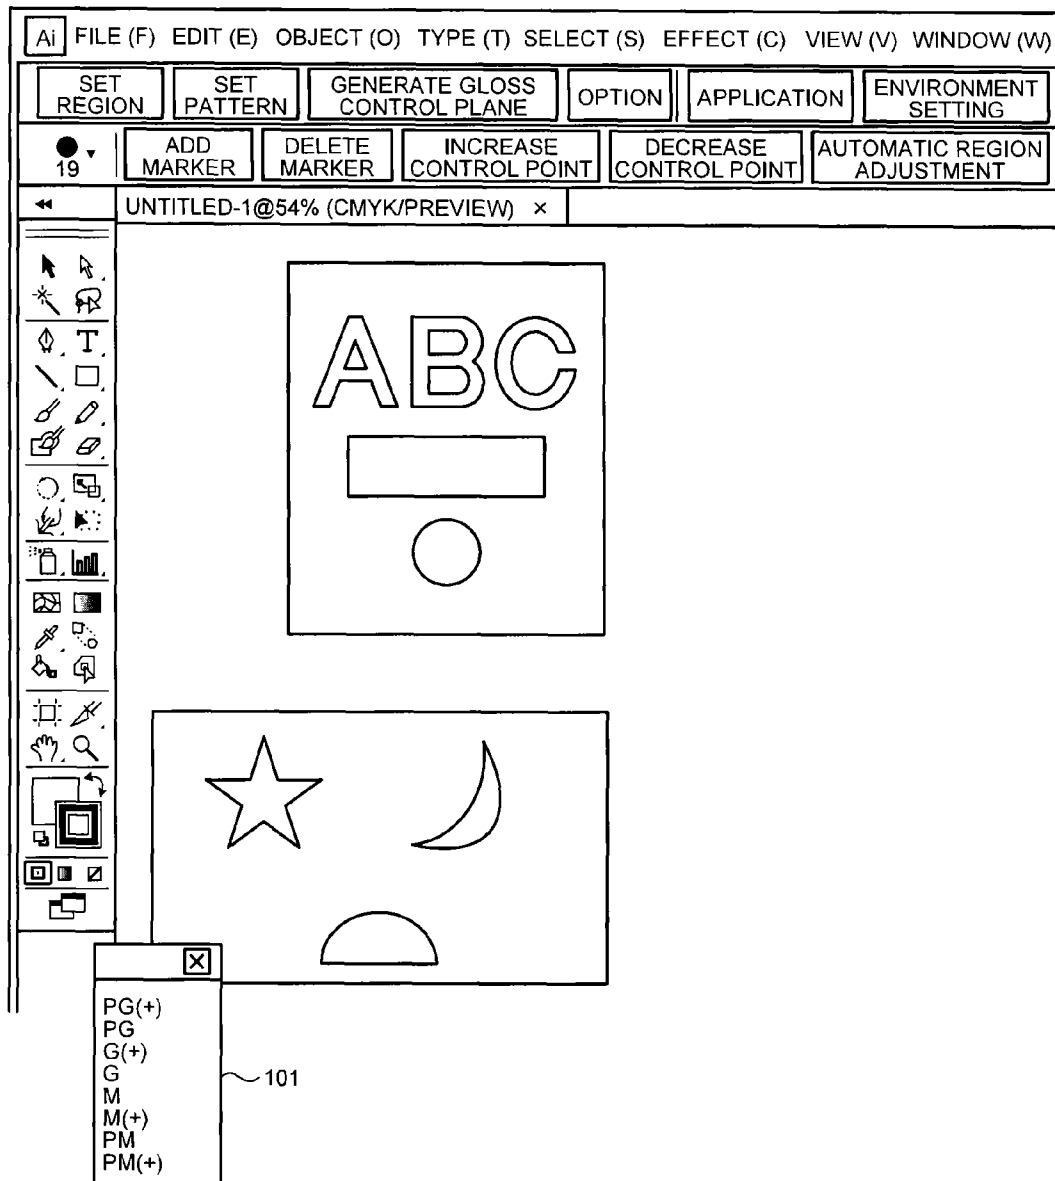 Ai FILE (F) EDIT (E) OBJECT (O) TYPE (T) SELECT (S) EFFECT (C) VIEW (V) WINDOW (W)
SET REGION
SET PATTERN
GENERATE GLOSS CONTROL PLANE
OPTION
APPLICATION
ENVIRONMENT SETTING
19
ADD MARKER
DELETE MARKER
INCREASE CONTROL POINT
DECREASE CONTROL POINT
AUTOMATIC REGION ADJUSTMENT
UNTITLED-1@54% (CMYK/PREVIEW) ×
T
ABC
PG(+)
PG
G(+)
G
M
M(+)
PM
PM(+)
101